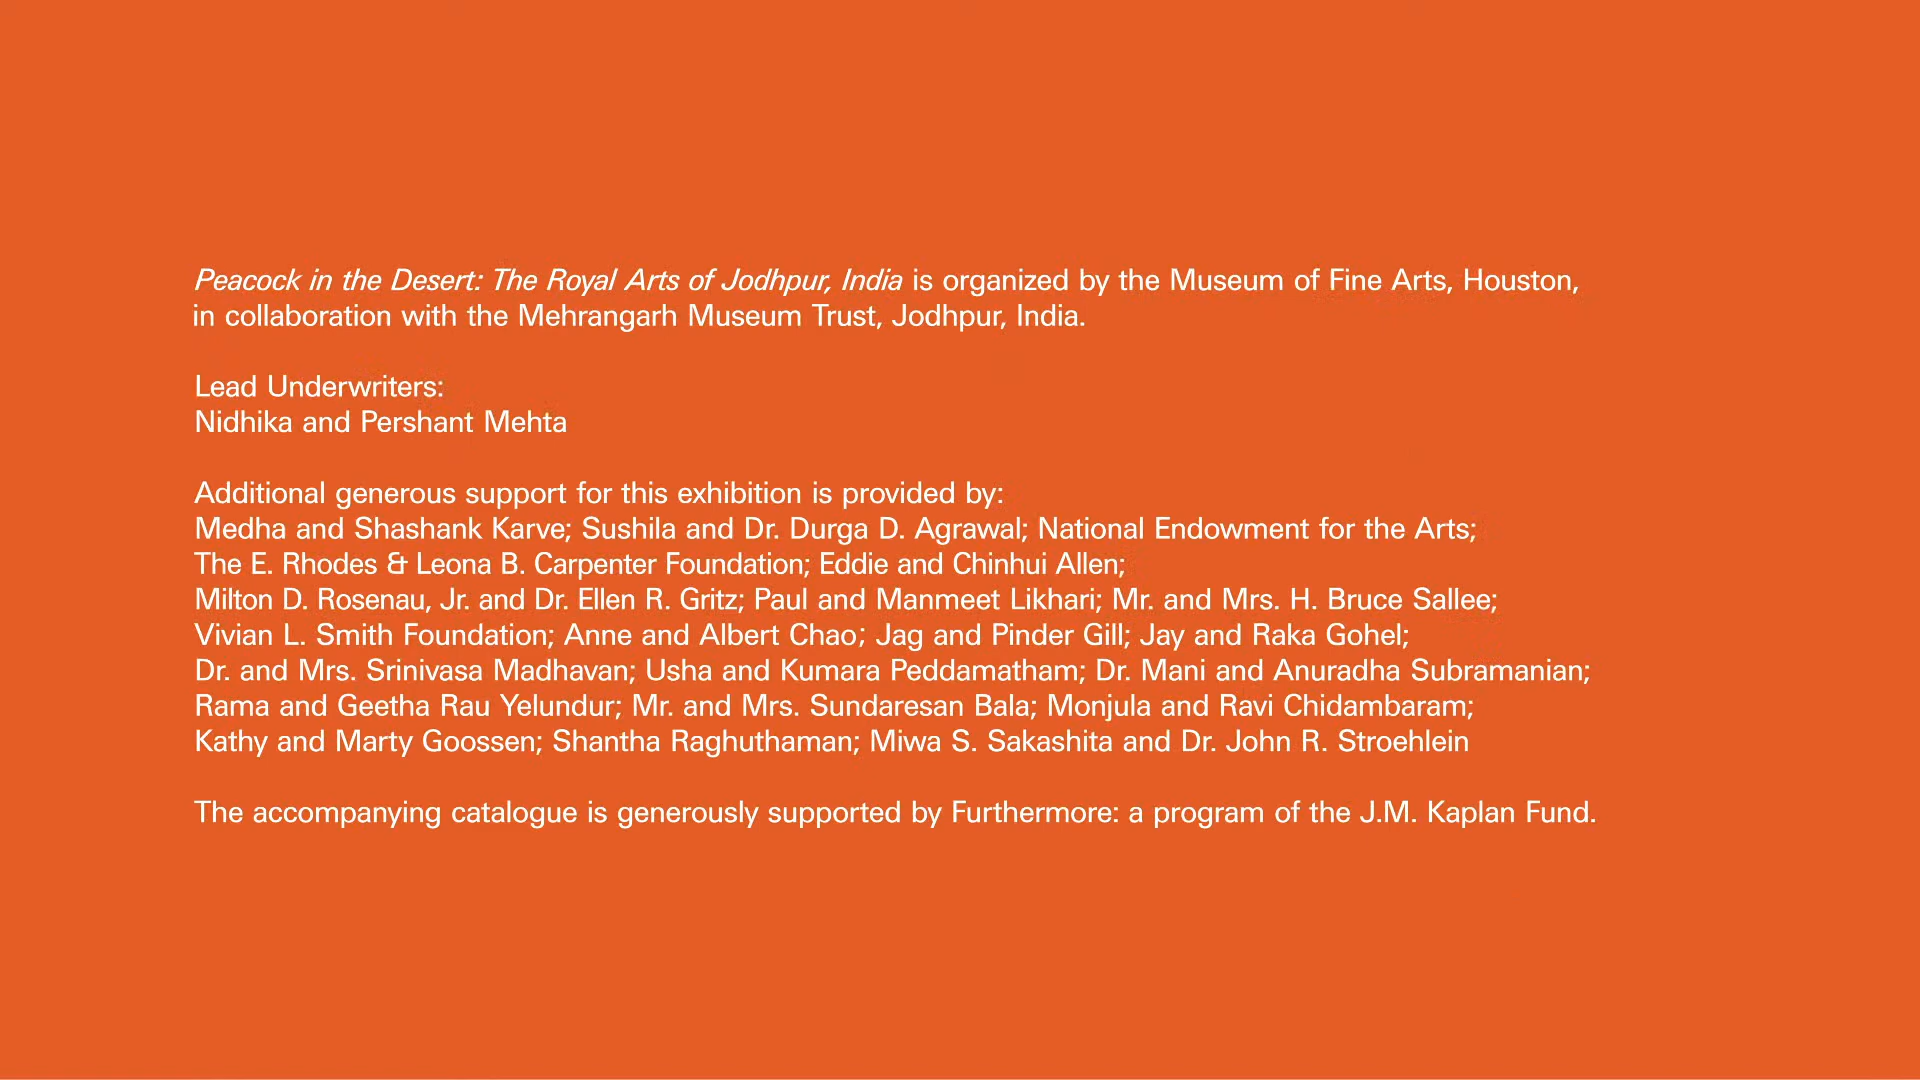 Peacock in the Desert: The Royal Arts of Jodhpur, India is organized by the Museum of Fine Arts, Houston,
in collaboration with the Mehrangarh Museum Trust, Jodhpur, India.
Lead Underwriters:
Nidhika and Pershant Mehta
Additional generous support for this exhibition is provided by:
Medha and Shashank Karve; Sushila and Dr. Durga D. Agrawal; National Endowment for the Arts;
The E. Rhodes & Leona B. Carpenter Foundation; Eddie and Chinhui Allen;
Milton D. Rosenau, Jr. and Dr. Ellen R. Gritz; Paul and Manmeet Likhari; Mr. and Mrs. H. Bruce Sallee;
Vivian L. Smith Foundation; Anne and Albert Chao; Jag and Pinder Gill; Jay and Raka Gohel;
Dr. and Mrs. Srinivasa Madhavan; Usha and Kumara Peddamatham; Dr. Mani and Anuradha Subramanian;
Rama and Geetha Rau Yelundur; Mr. and Mrs. Sundaresan Bala; Monjula and Ravi Chidambaram;
Kathy and Marty Goossen; Shantha Raghuthaman; Miwa S. Sakashita and Dr. John R. Stroehlein
The accompanying catalogue is generously supported by Furthermore: a program of the J.M. Kaplan Fund.